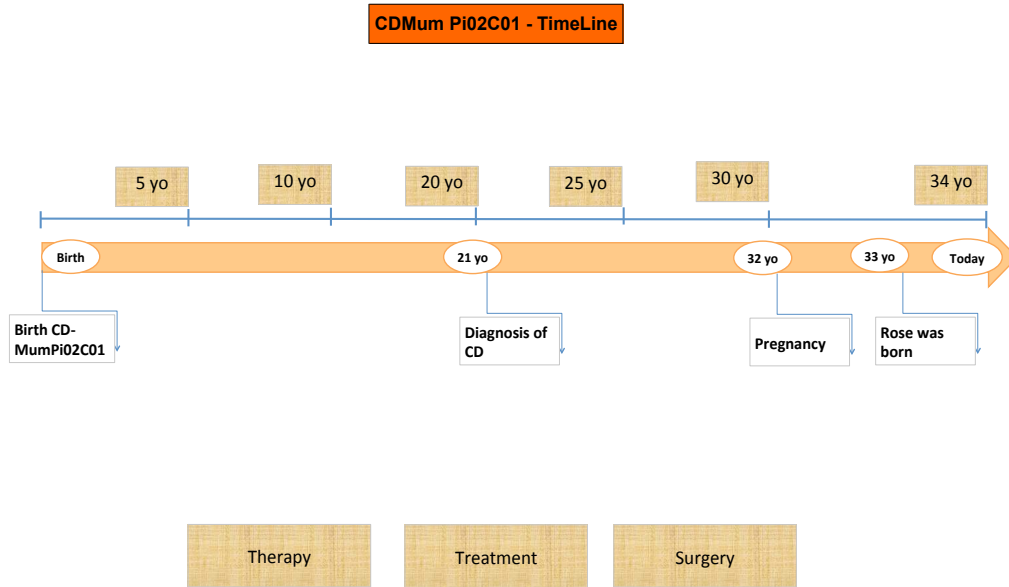 CDMum Pi02C01 - TimeLine
5 yo
10 yo
20 yo
25 yo
30 yo
34 yo
Birth
21 yo
32 yo
33 yo
Today
Birth CD-
MumPi02C01
Diagnosis of
CD
Pregnancy
Rose was
born
Therapy
Treatment
Surgery